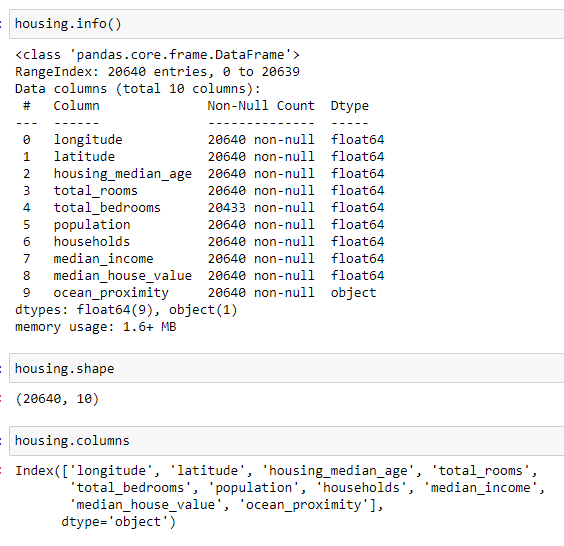 housing.info()
<class 'pandas.core.frame.DataFrame'>
RangeIndex: 20640 entries, 0 to 20639
Data columns (total 10 columns):
 #   Column              Non-Null Count  Dtype
---  ------              --------------  -----
 0   longitude           20640 non-null  float64
 1   latitude            20640 non-null  float64
 2   housing_median_age  20640 non-null  float64
 3   total_rooms         20640 non-null  float64
 4   total_bedrooms      20433 non-null  float64
 5   population          20640 non-null  float64
 6   households          20640 non-null  float64
 7   median_income       20640 non-null  float64
 8   median_house_value  20640 non-null  float64
 9   ocean_proximity     20640 non-null  object
dtypes: float64(9), object(1)
memory usage: 1.6+ MB
housing.shape
(20640, 10)
housing.columns
Index(['longitude', 'latitude', 'housing_median_age', 'total_rooms',
       'total_bedrooms', 'population', 'households', 'median_income',
       'median_house_value', 'ocean_proximity'],
      dtype='object')